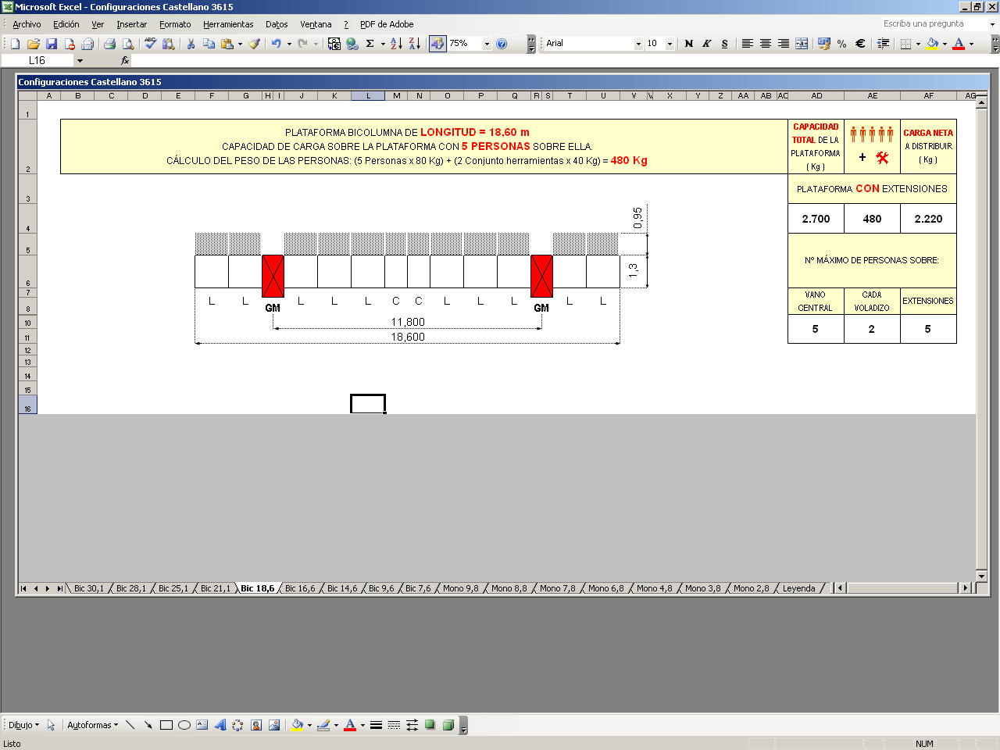 Microsoft Excel - Configuraciones Castellano 3615
Archivo Edición Ver Insertar Formato Herramientas Datos Ventana ? PDF de Adobe
Escriba una pregunta
75% Arial 10 N K S
L16 fx
Configuraciones Castellano 3615
A B C D E F G H I J K L M N O P Q R S T U V W X Y Z AA AB AC AD AE AF AG
1
2
3
4
5
6
7
8
10
11
12
13
14
15
16
PLATAFORMA BICOLUMNA DE LONGITUD = 18,60 m
CAPACIDAD DE CARGA SOBRE LA PLATAFORMA CON 5 PERSONAS SOBRE ELLA.
CÁLCULO DEL PESO DE LAS PERSONAS: (5 Personas x 80 Kg) + (2 Conjunto herramientas x 40 Kg) = 480 Kg
CAPACIDAD
TOTAL DE LA
PLATAFORMA
( Kg )
+
CARGA NETA
A DISTRIBUIR
( Kg )
PLATAFORMA CON EXTENSIONES
2.700 480 2.220
Nº MÁXIMO DE PERSONAS SOBRE:
VANO
CENTRAL
CADA
VOLADIZO
EXTENSIONES
5 2 5
0,95
1,3
L L GM L L L C C L L L GM L L
11,800
18,600
Bic 30,1 Bic 28,1 Bic 25,1 Bic 21,1 Bic 18,6 Bic 16,6 Bic 14,6 Bic 9,6 Bic 7,6 Mono 9,8 Mono 8,8 Mono 7,8 Mono 6,8 Mono 4,8 Mono 3,8 Mono 2,8 Leyenda
Dibujo Autoformas
Listo
NUM